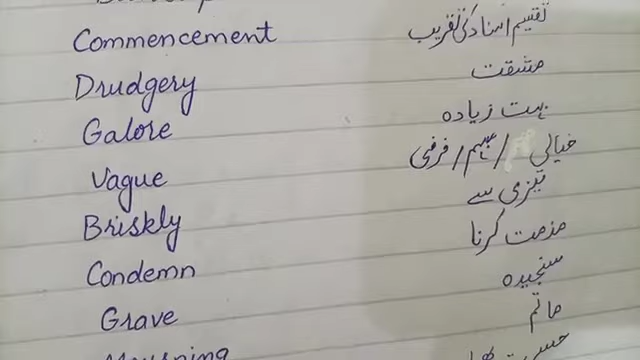 Commencement تقسیم اسناد کی تقریب
Drudgery مشقت
Galore بہت زیادہ
Vague خیالی / مبہم / فرضی
Briskly تیزی سے
Condemn مذمت کرنا
Grave سنجیدہ
Mourning ماتم